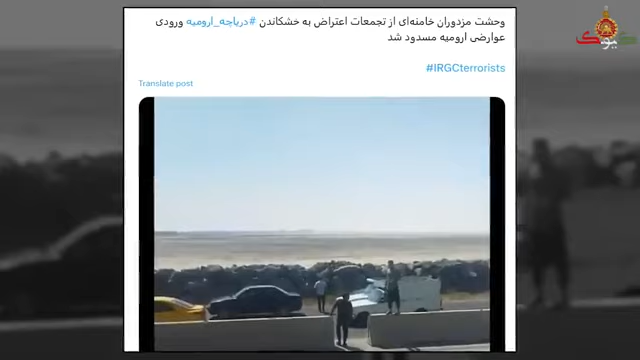 وحشت مزدوران خامنه‌ای از تجمعات اعتراض به خشکاندن #دریاچه_ارومیه ورودی
عوارضی ارومیه مسدود شد
#IRGCterrorists
Translate post